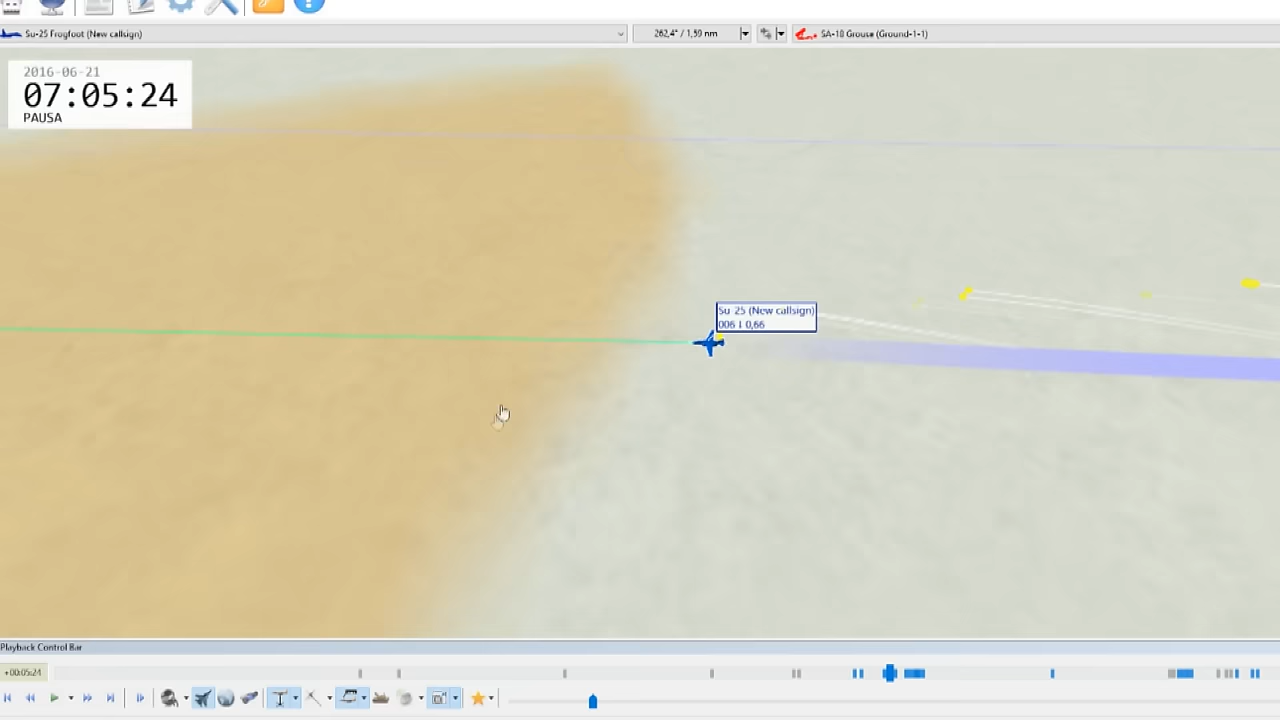 Su-25 Frogfoot (New callsign)
262,4° / 1,59 nm
SA-18 Grouse (Ground-1-1)
2016-06-21
07:05:24
PAUSA
Su-25 (New callsign)
006 I 0,66
Playback Control Bar
+00:05:24